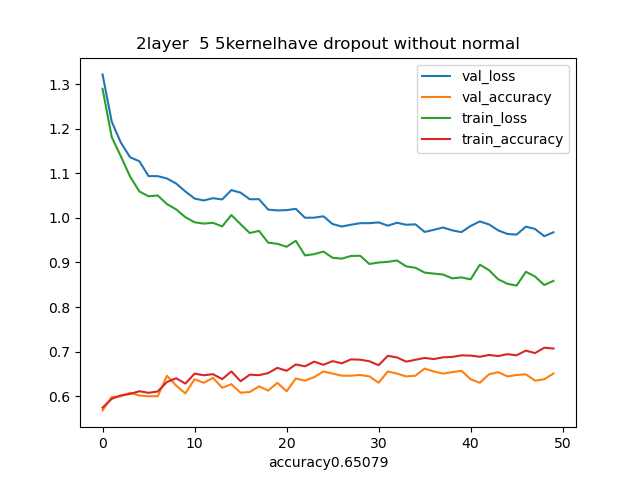 2layer  5 5kernelhave dropout without normal
val_loss
val_accuracy
train_loss
train_accuracy
1.3
1.2
1.1
1.0
0.9
0.8
0.7
0.6
0 10 20 30 40 50
accuracy0.65079